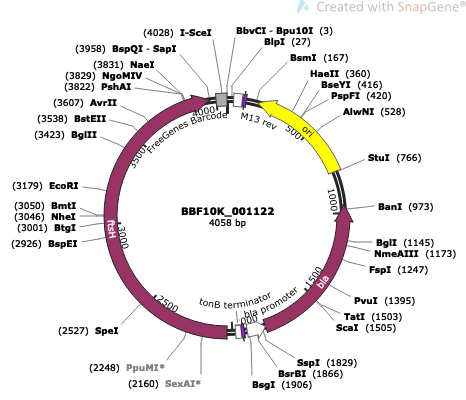 Created with SnapGene®
(4028) I-SceI
BbvCI - Bpu10I (3)
BlpI (27)
(3958) BspQI - SapI
BsmI (167)
(3831) NaeI
(3829) NgoMIV
(3822) PshAI
HaeII (360)
BseYI (416)
PspFI (420)
(3607) AvrII
AlwNI (528)
(3538) BstEII
(3423) BglII
FreeGenes Barcode
4000
M13 rev
500
ori
3500
StuI (766)
(3179) EcoRI
(3050) BmtI
(3046) NheI
(3001) BtgI
(2926) BspEI
ftsH
3000
BBF10K_001122
4058 bp
1000
BanI (973)
BglI (1145)
NmeAIII (1173)
FspI (1247)
1500
bla
PvuI (1395)
TatI (1503)
ScaI (1505)
2500
tonB terminator
bla promoter
(2527) SpeI
(2248) PpuMI*
(2160) SexAI*
SspI (1829)
BsrBI (1866)
BsgI (1906)